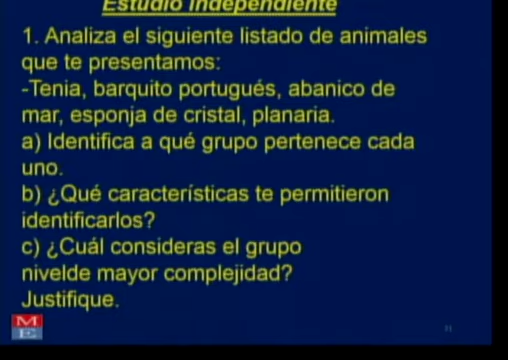 Estudio Independiente
1. Analiza el siguiente listado de animales
que te presentamos:
-Tenia, barquito portugués, abanico de
mar, esponja de cristal, planaria.
a) Identifica a qué grupo pertenece cada
uno.
b) ¿Qué características te permitieron
identificarlos?
c) ¿Cuál consideras el grupo
nivelde mayor complejidad?
Justifique.
M
E
11